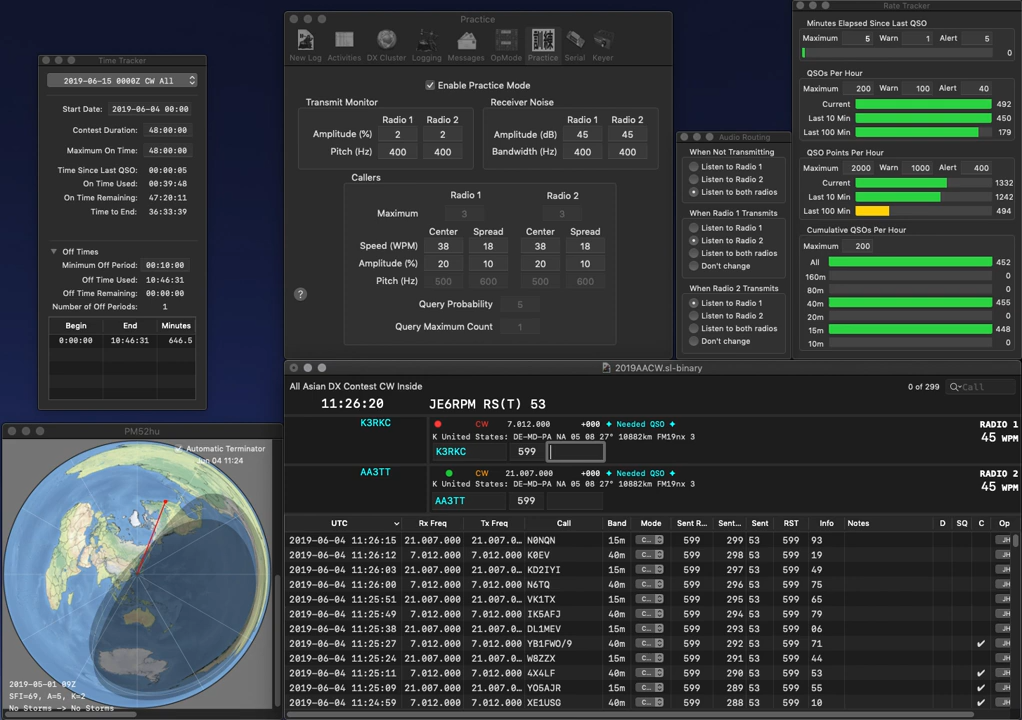 Time Tracker
2019-06-15 0000Z CW All
Start Date: 2019-06-04 00:00
Contest Duration: 48:00:00
Maximum On Time: 48:00:00
Time Since Last QSO: 00:00:05
On Time Used: 00:39:48
On Time Remaining: 47:20:11
Time to End: 36:33:39
Off Times
Minimum Off Period: 00:10:00
Off Time Used: 10:46:31
Off Time Remaining: 00:00:00
Number of Off Periods: 1
Begin End Minutes
0:00:00 10:46:31 646.5
Practice
New Log Activities DX Cluster Logging Messages OpMode Practice Serial Keyer
Enable Practice Mode
Transmit Monitor
Radio 1 Radio 2
Amplitude (%) 2 2
Pitch (Hz) 400 400
Receiver Noise
Radio 1 Radio 2
Amplitude (dB) 45 45
Bandwidth (Hz) 400 400
Callers
Radio 1 Radio 2
Maximum 3 3
Center Spread Center Spread
Speed (WPM) 38 18 38 18
Amplitude (%) 20 10 20 10
Pitch (Hz) 500 600 500 600
Query Probability 5
Query Maximum Count 1
?
Audio Routing
When Not Transmitting
Listen to Radio 1
Listen to Radio 2
Listen to both radios
When Radio 1 Transmits
Listen to Radio 1
Listen to Radio 2
Listen to both radios
Don't change
When Radio 2 Transmits
Listen to Radio 1
Listen to Radio 2
Listen to both radios
Don't change
Rate Tracker
Minutes Elapsed Since Last QSO
Maximum 5 Warn 1 Alert 5
0
QSOs Per Hour
Maximum 200 Warn 100 Alert 40
Current 492
Last 10 Min 450
Last 100 Min 179
QSO Points Per Hour
Maximum 2000 Warn 1000 Alert 400
Current 1332
Last 10 Min 1242
Last 100 Min 494
Cumulative QSOs Per Hour
Maximum 200
All 452
160m 0
80m 0
40m 455
20m 0
15m 448
10m 0
PM52hu
Automatic Terminator
Jun 04 11:24
2019-05-01 09Z
SFI=69, A=5, K=2
No Storms -> No Storms
2019AACW.sl-binary
All Asian DX Contest CW Inside 0 of 299 Call
11:26:20 JE6RPM RS(T) 53
K3RKC CW 7.012.000 +000 ✦ Needed QSO ✦ RADIO 1
K United States: DE-MD-PA NA 05 08 27° 10882km FM19nx 3 45 WPM
K3RKC 599
AA3TT CW 21.007.000 +000 ✦ Needed QSO ✦ RADIO 2
K United States: DE-MD-PA NA 05 08 27° 10882km FM19nx 3 45 WPM
AA3TT 599
UTC Rx Freq Tx Freq Call Band Mode Sent R... Sent... Sent RST Info Notes D SQ C Op
2019-06-04 11:26:15 21.007.000 21.007.0... N0NQN 15m C... 599 299 53 599 93 JH
2019-06-04 11:26:12 7.012.000 7.012.000 K0EV 40m C... 599 298 53 599 19 JH
2019-06-04 11:26:03 21.007.000 21.007.0... KD2IYI 15m C... 599 297 53 599 49 JH
2019-06-04 11:26:00 7.012.000 7.012.000 N6TQ 40m C... 599 296 53 599 75 JH
2019-06-04 11:25:51 21.007.000 21.007.0... VK1TX 15m C... 599 295 53 599 65 JH
2019-06-04 11:25:49 7.012.000 7.012.000 IK5AFJ 40m C... 599 294 53 599 79 JH
2019-06-04 11:25:38 21.007.000 21.007.0... DL1MEV 15m C... 599 293 53 599 06 JH
2019-06-04 11:25:27 7.012.000 7.012.000 YB1FWO/9 40m C... 599 292 53 599 71 ✔ JH
2019-06-04 11:25:24 21.007.000 21.007.0... W8ZZX 15m C... 599 291 53 599 44 JH
2019-06-04 11:25:11 7.012.000 7.012.000 4X4LF 40m C... 599 290 53 599 53 ✔ JH
2019-06-04 11:25:09 21.007.000 21.007.0... YO5AJR 15m C... 599 289 53 599 55 ✔ JH
2019-06-04 11:24:59 7.012.000 7.012.000 XE1USG 40m C... 599 288 53 599 10 ✔ JH